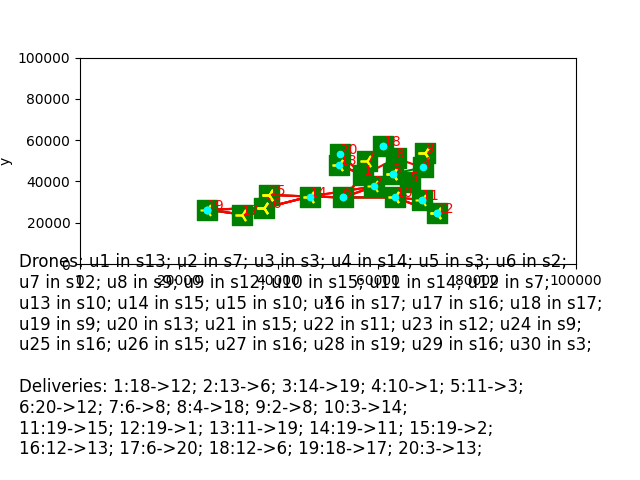 100000
80000
60000
40000
20000
0
y
0 20000 40000 60000 80000 100000
x
Drones: u1 in s13; u2 in s7; u3 in s3; u4 in s14; u5 in s3; u6 in s2;
u7 in s12; u8 in s9; u9 in s12; u10 in s15; u11 in s14; u12 in s7;
u13 in s10; u14 in s15; u15 in s10; u16 in s17; u17 in s16; u18 in s17;
u19 in s9; u20 in s13; u21 in s15; u22 in s11; u23 in s12; u24 in s9;
u25 in s16; u26 in s15; u27 in s16; u28 in s19; u29 in s16; u30 in s3;
Deliveries: 1:18->12; 2:13->6; 3:14->19; 4:10->1; 5:11->3;
6:20->12; 7:6->8; 8:4->18; 9:2->8; 10:3->14;
11:19->15; 12:19->1; 13:11->19; 14:19->11; 15:19->2;
16:12->13; 17:6->20; 18:12->6; 19:18->17; 20:3->13;